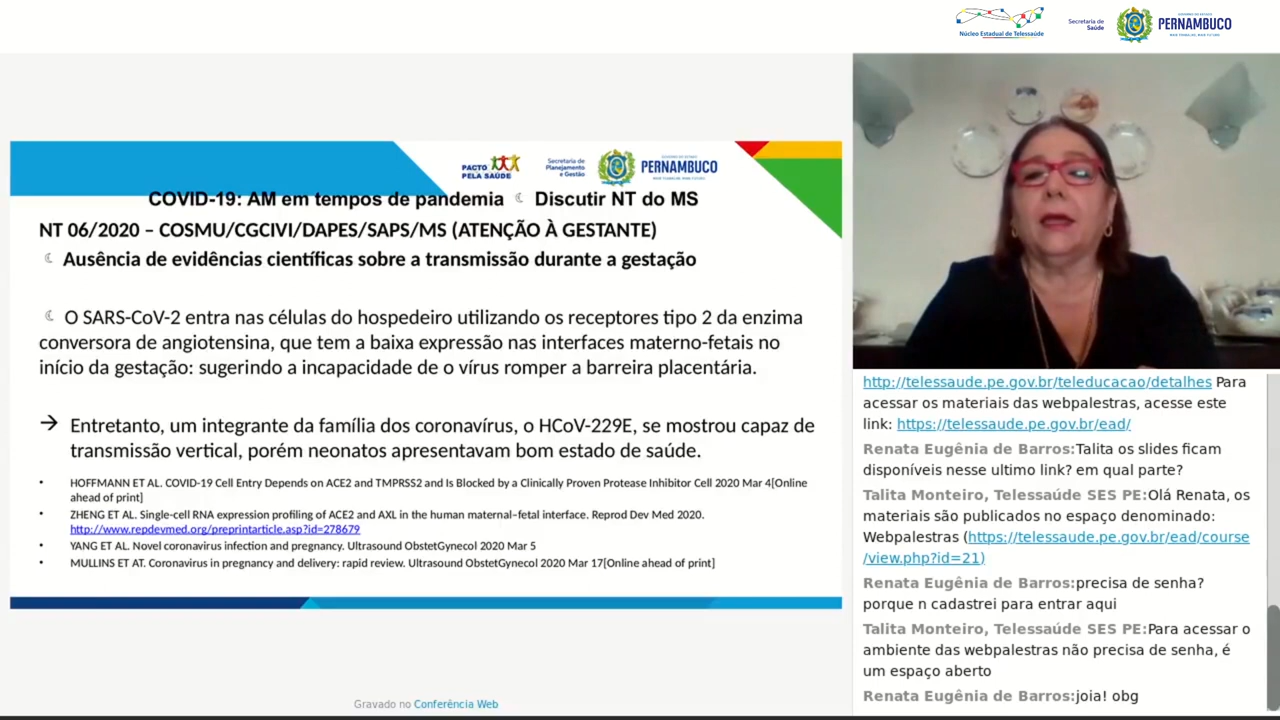 Núcleo Estadual de Telessaúde
Secretaria de
Saúde
PERNAMBUCO
PACTO
PELA SAÚDE
Secretaria de
Planejamento
e Gestão
PERNAMBUCO
COVID-19: AM em tempos de pandemia ☾ Discutir NT do MS
NT 06/2020 – COSMU/CGCIVI/DAPES/SAPS/MS (ATENÇÃO À GESTANTE)
☾ Ausência de evidências científicas sobre a transmissão durante a gestação
☾ O SARS-CoV-2 entra nas células do hospedeiro utilizando os receptores tipo 2 da enzima
conversora de angiotensina, que tem a baixa expressão nas interfaces materno-fetais no
início da gestação: sugerindo a incapacidade de o vírus romper a barreira placentária.
→ Entretanto, um integrante da família dos coronavírus, o HCoV-229E, se mostrou capaz de
transmissão vertical, porém neonatos apresentavam bom estado de saúde.
• HOFFMANN ET AL. COVID-19 Cell Entry Depends on ACE2 and TMPRSS2 and Is Blocked by a Clinically Proven Protease Inhibitor Cell 2020 Mar 4[Online
ahead of print]
• ZHENG ET AL. Single-cell RNA expression profiling of ACE2 and AXL in the human maternal–fetal interface. Reprod Dev Med 2020.
http://www.repdevmed.org/preprintarticle.asp?id=278679
• YANG ET AL. Novel coronavirus infection and pregnancy. Ultrasound ObstetGynecol 2020 Mar 5
• MULLINS ET AT. Coronavirus in pregnancy and delivery: rapid review. Ultrasound ObstetGynecol 2020 Mar 17[Online ahead of print]
Gravado no Conferência Web
http://telessaude.pe.gov.br/teleducacao/detalhes Para
acessar os materiais das webpalestras, acesse este
link: https://telessaude.pe.gov.br/ead/
Renata Eugênia de Barros:Talita os slides ficam
disponíveis nesse ultimo link? em qual parte?
Talita Monteiro, Telessaúde SES PE:Olá Renata, os
materiais são publicados no espaço denominado:
Webpalestras (https://telessaude.pe.gov.br/ead/course
/view.php?id=21)
Renata Eugênia de Barros:precisa de senha?
porque n cadastrei para entrar aqui
Talita Monteiro, Telessaúde SES PE:Para acessar o
ambiente das webpalestras não precisa de senha, é
um espaço aberto
Renata Eugênia de Barros:joia! obg